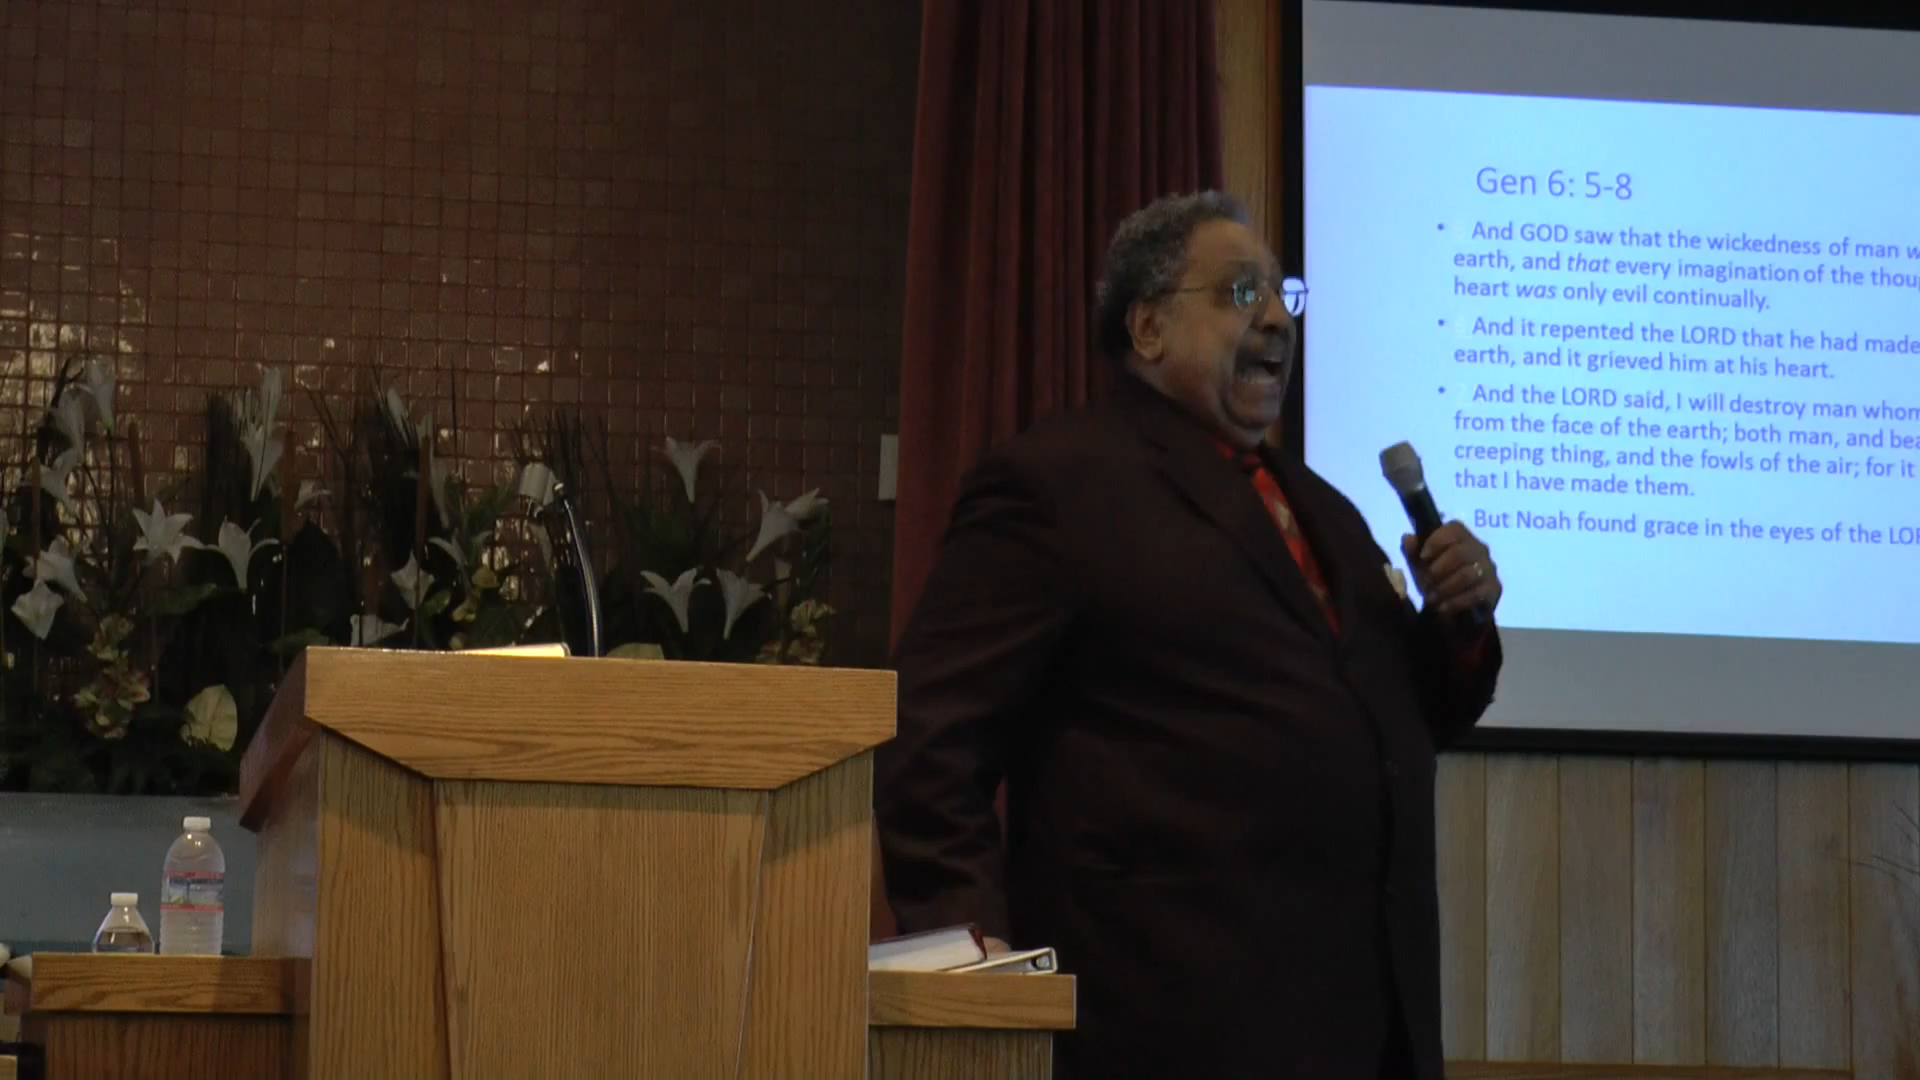 Gen 6: 5-8
• And GOD saw that the wickedness of man
earth, and that every imagination of the
heart was only evil continually.
• And it repented the LORD that he had made
earth, and it grieved him at his heart.
• And the LORD said, I will destroy man whom
from the face of the earth; both man, and
creeping thing, and the fowls of the air; for it
that I have made them.
But Noah found grace in the eyes of the